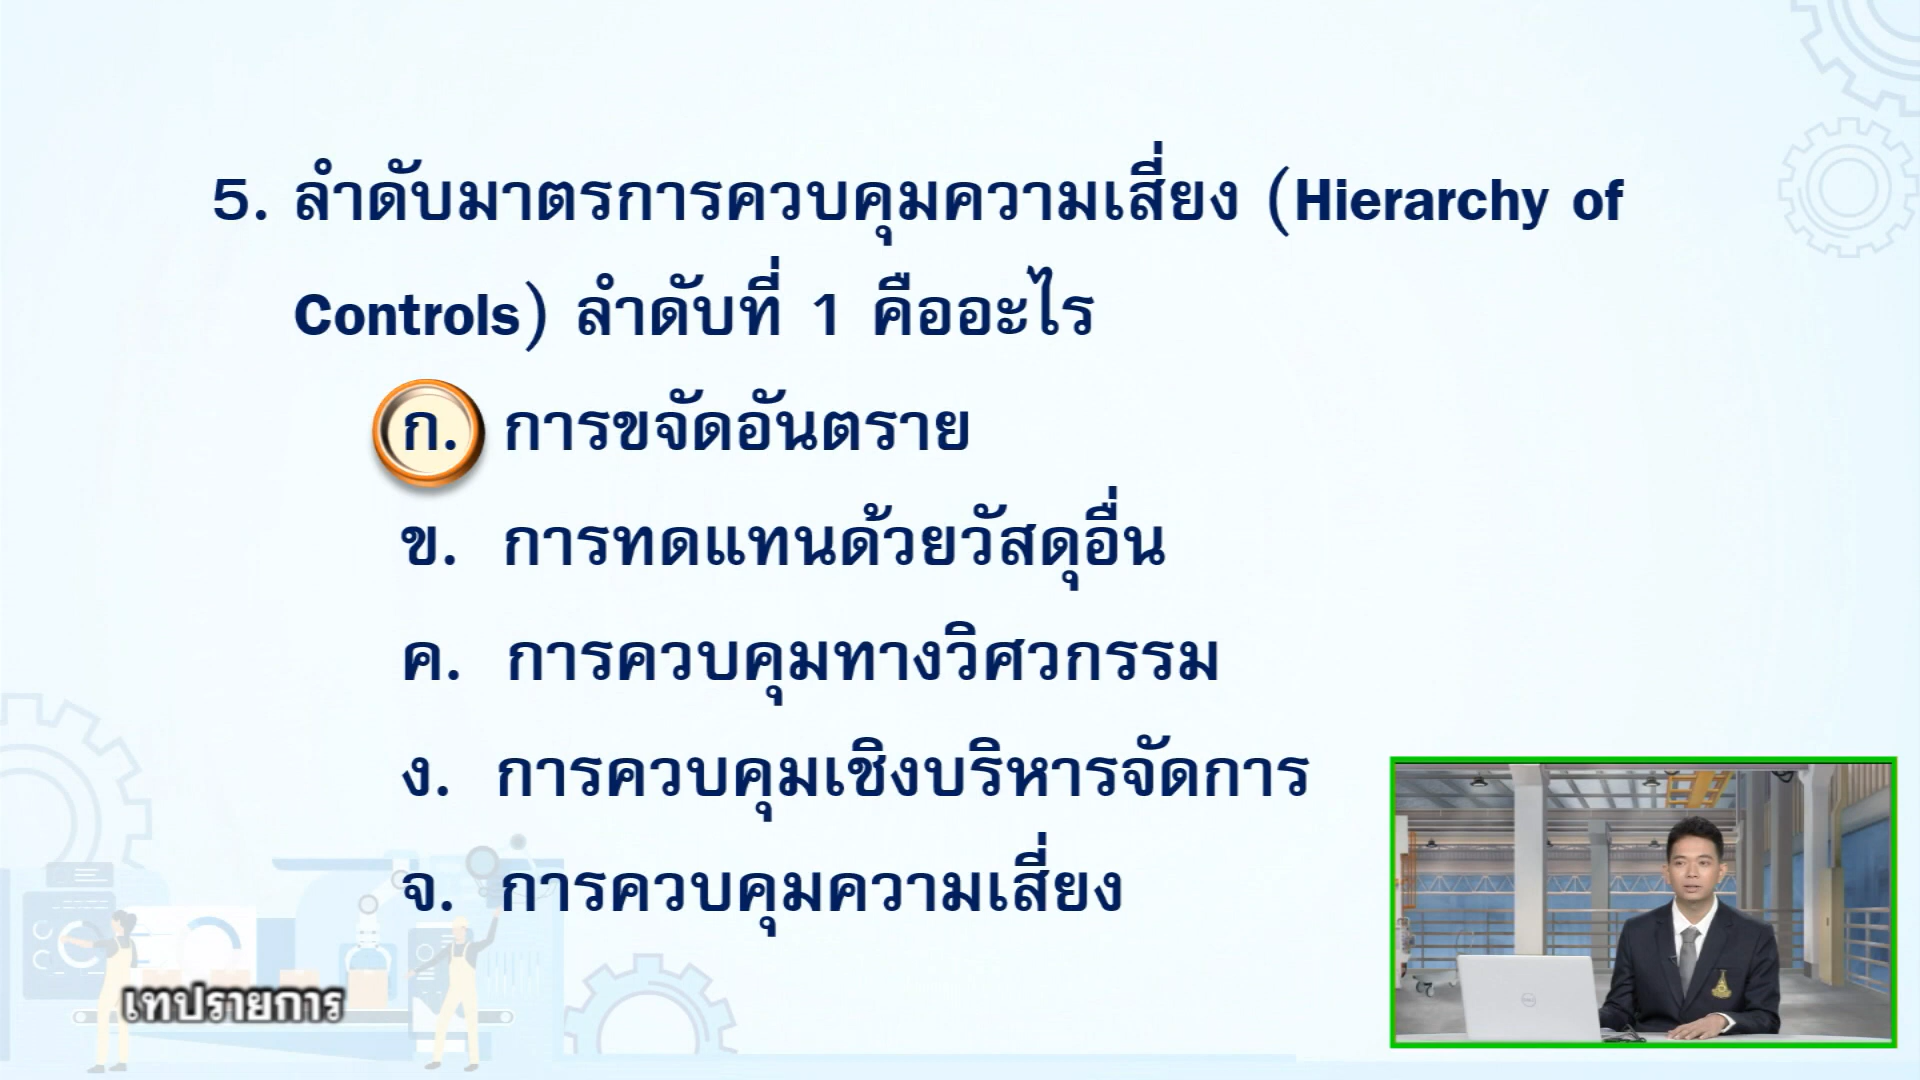 5. ลำดับมาตรการควบคุมความเสี่ยง (Hierarchy of
Controls) ลำดับที่ 1 คืออะไร
ก. การขจัดอันตราย
ข. การทดแทนด้วยวัสดุอื่น
ค. การควบคุมทางวิศวกรรม
ง. การควบคุมเชิงบริหารจัดการ
จ. การควบคุมความเสี่ยง
เทปรายการ